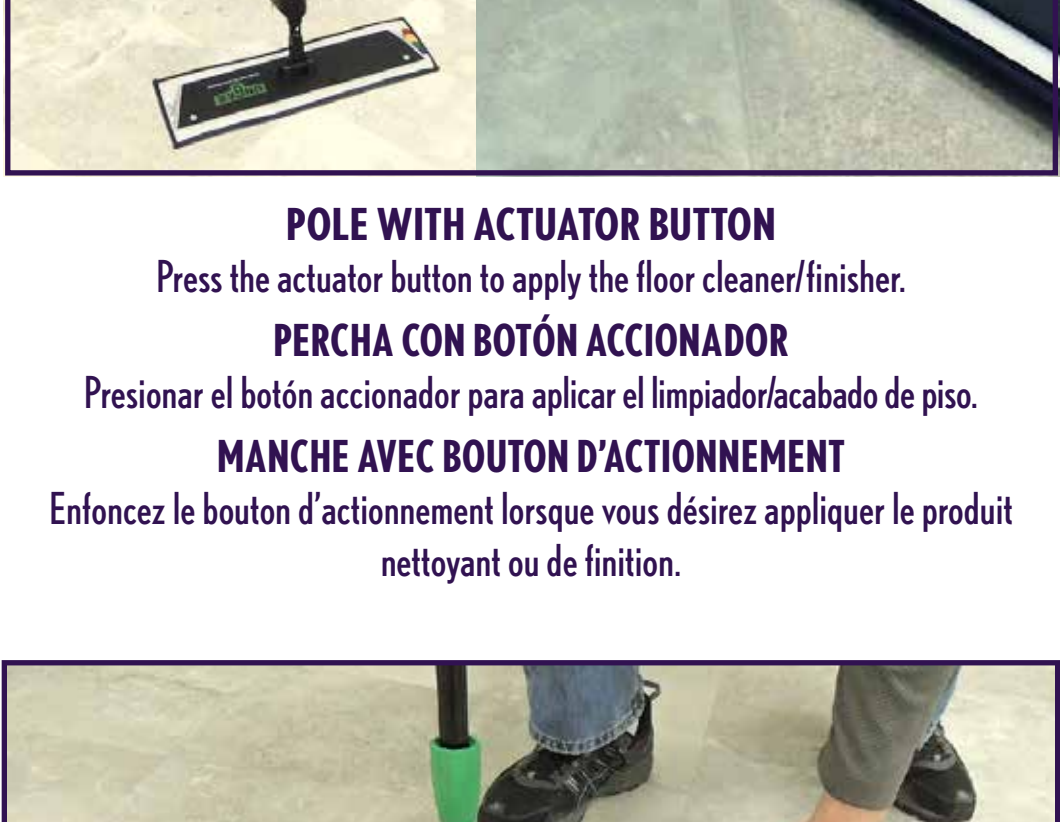 POLE WITH ACTUATOR BUTTON
Press the actuator button to apply the floor cleaner/finisher.
PERCHA CON BOTÓN ACCIONADOR
Presionar el botón accionador para aplicar el limpiador/acabado de piso.
MANCHE AVEC BOUTON D'ACTIONNEMENT
Enfoncez le bouton d'actionnement lorsque vous désirez appliquer le produit
nettoyant ou de finition.